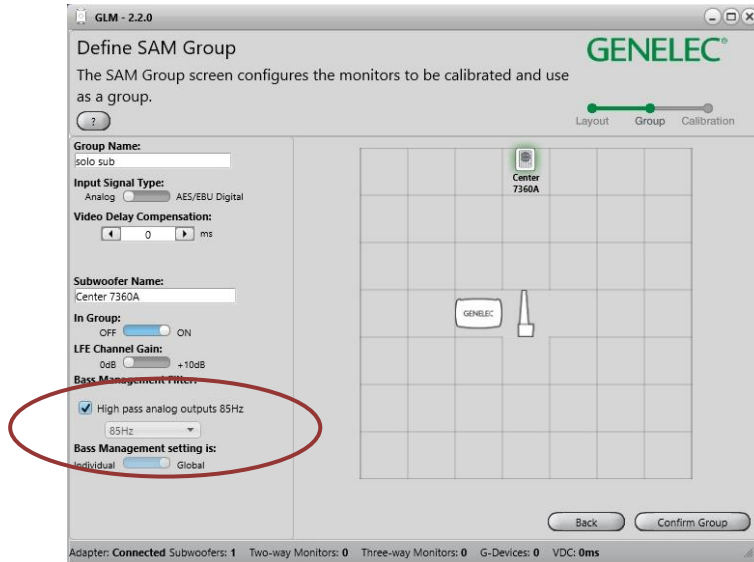 GLM - 2.2.0
Define SAM Group
GENELEC®
The SAM Group screen configures the monitors to be calibrated and use
as a group.
?
Layout Group Calibration
Group Name:
solo sub
Input Signal Type:
Analog AES/EBU Digital
Video Delay Compensation:
0 ms
Center
7360A
Subwoofer Name:
Center 7360A
GENELEC
In Group:
OFF ON
LFE Channel Gain:
0dB +10dB
Bass Management Filter:
High pass analog outputs 85Hz
85Hz
Bass Management setting is:
Individual Global
Back Confirm Group
Adapter: Connected Subwoofers: 1 Two-way Monitors: 0 Three-way Monitors: 0 G-Devices: 0 VDC: 0ms